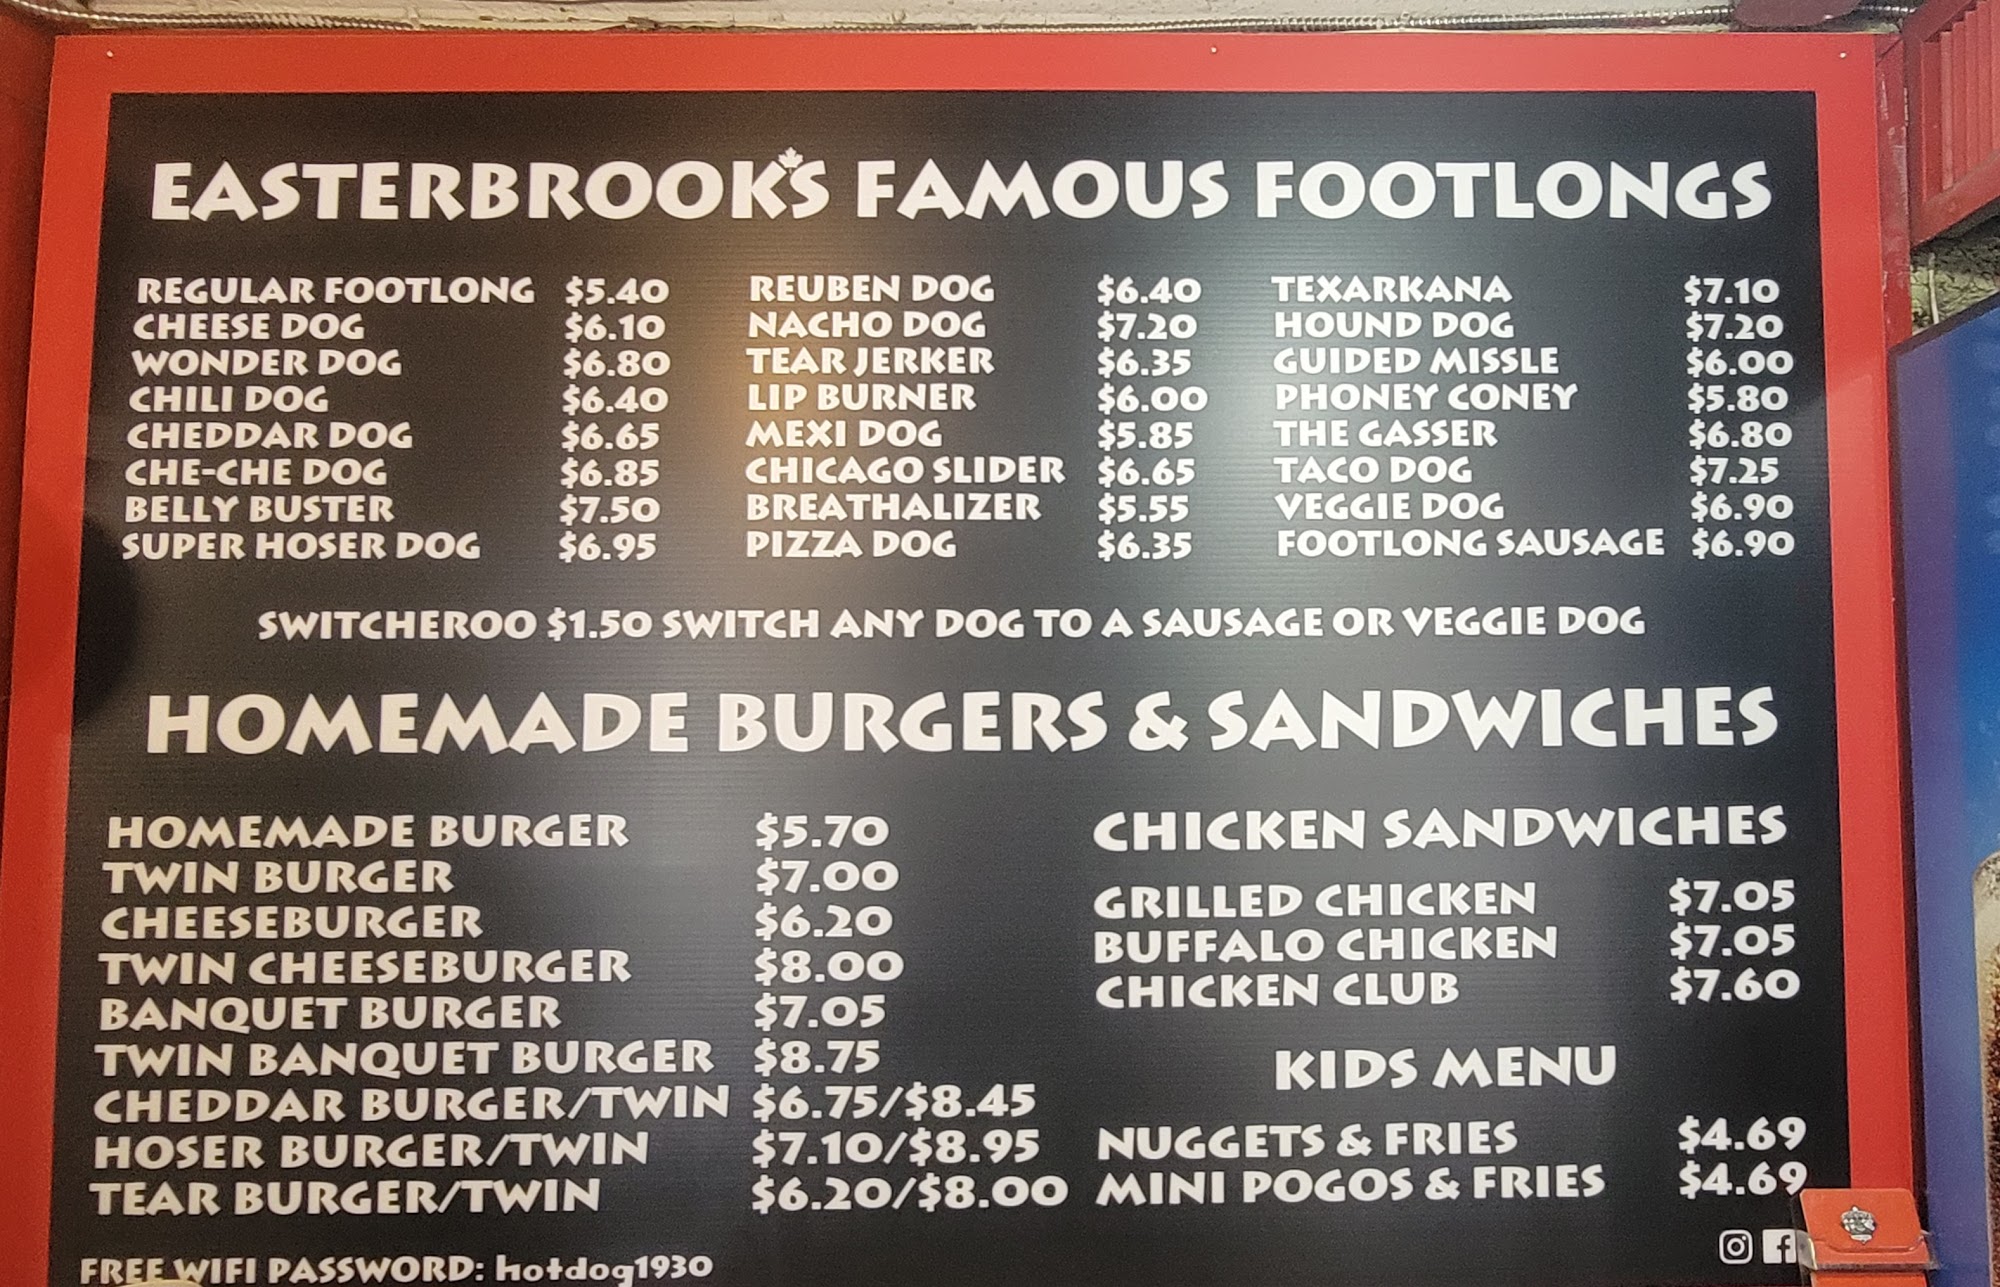 EASTERBROOK'S FAMOUS FOOTLONGS
REGULAR FOOTLONG $5.40
CHEESE DOG $6.10
WONDER DOG $6.80
CHILI DOG $6.40
CHEDDAR DOG $6.65
CHE-CHE DOG $6.85
BELLY BUSTER $7.50
SUPER HOSER DOG $6.95
REUBEN DOG $6.40
NACHO DOG $7.20
TEAR JERKER $6.35
LIP BURNER $6.00
MEXI DOG $5.85
CHICAGO SLIDER $6.65
BREATHALIZER $5.55
PIZZA DOG $6.35
TEXARKANA $7.10
HOUND DOG $7.20
GUIDED MISSLE $6.00
PHONEY CONEY $5.80
THE GASSER $6.80
TACO DOG $7.25
VEGGIE DOG $6.90
FOOTLONG SAUSAGE $6.90
SWITCHEROO $1.50 SWITCH ANY DOG TO A SAUSAGE OR VEGGIE DOG
HOMEMADE BURGERS & SANDWICHES
HOMEMADE BURGER $5.70
TWIN BURGER $7.00
CHEESEBURGER $6.20
TWIN CHEESEBURGER $8.00
BANQUET BURGER $7.05
TWIN BANQUET BURGER $8.75
CHEDDAR BURGER/TWIN $6.75/$8.45
HOSER BURGER/TWIN $7.10/$8.95
TEAR BURGER/TWIN $6.20/$8.00
CHICKEN SANDWICHES
GRILLED CHICKEN $7.05
BUFFALO CHICKEN $7.05
CHICKEN CLUB $7.60
KIDS MENU
NUGGETS & FRIES $4.69
MINI POGOS & FRIES $4.69
FREE WIFI PASSWORD: hotdog1930